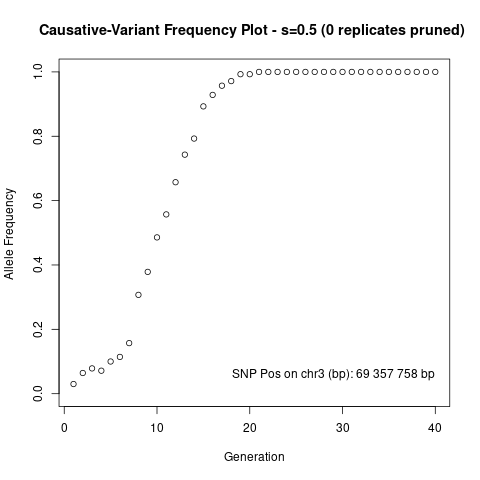 Causative-Variant Frequency Plot - s=0.5 (0 replicates pruned)
Allele Frequency
1.0
0.8
0.6
0.4
0.2
0.0
SNP Pos on chr3 (bp): 69 357 758 bp
0 10 20 30 40
Generation